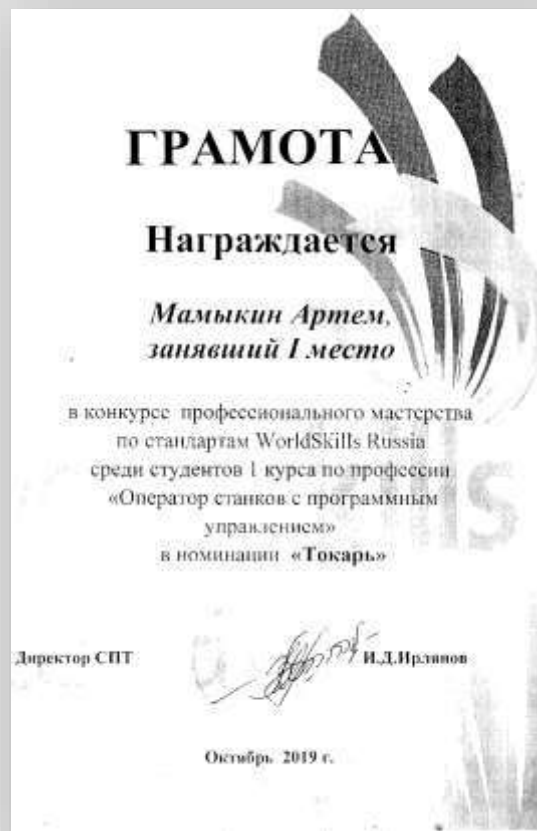 ГРАМОТА
Награждается
Мамыкин Артем,
занявший I место
в конкурсе профессионального мастерства
по стандартам WorldSkills Russia
среди студентов 1 курса по профессии
«Оператор станков с программным
управлением»
в номинации «Токарь»
Директор СПТ И.Д.Ирлянов
Октябрь 2019 г.